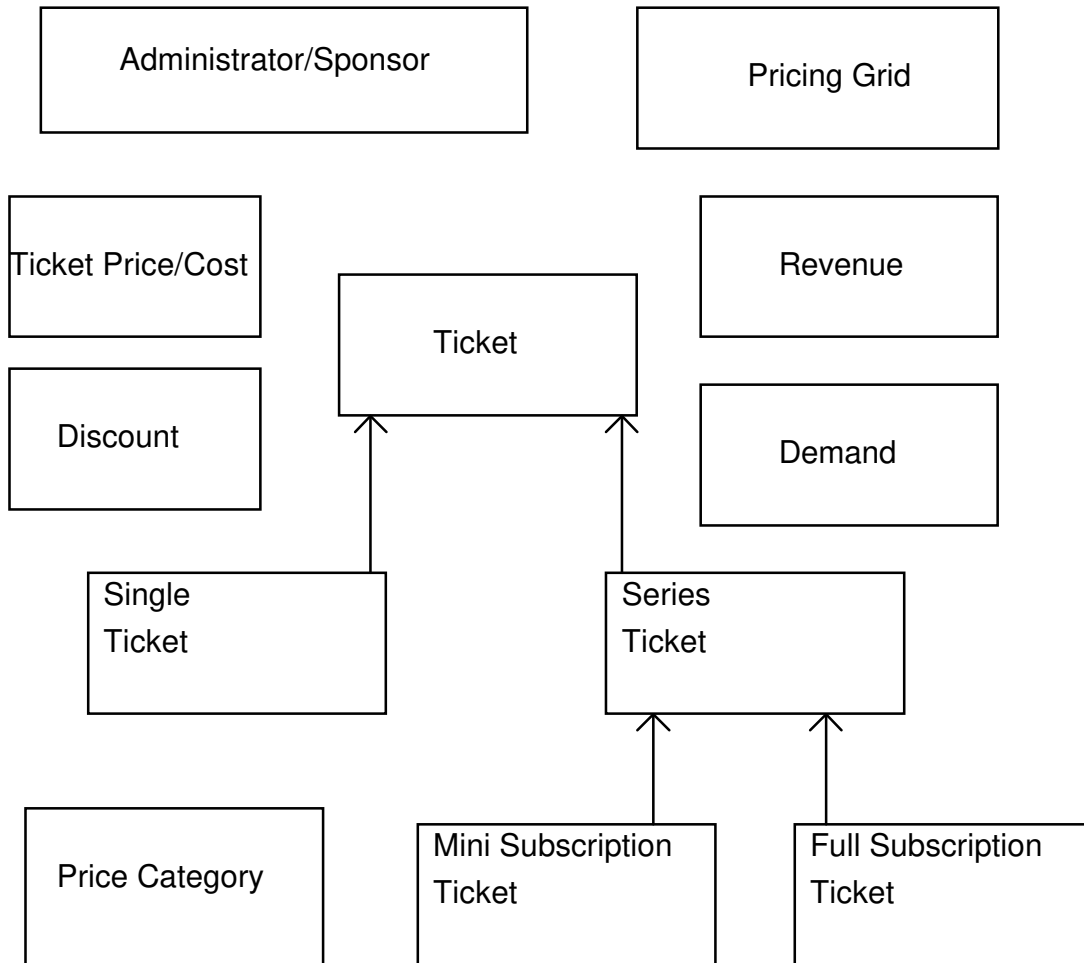 Administrator/Sponsor
Pricing Grid
Ticket Price/Cost
Revenue
Ticket
Discount
Demand
Single
Ticket
Series
Ticket
Price Category
Mini Subscription
Ticket
Full Subscription
Ticket